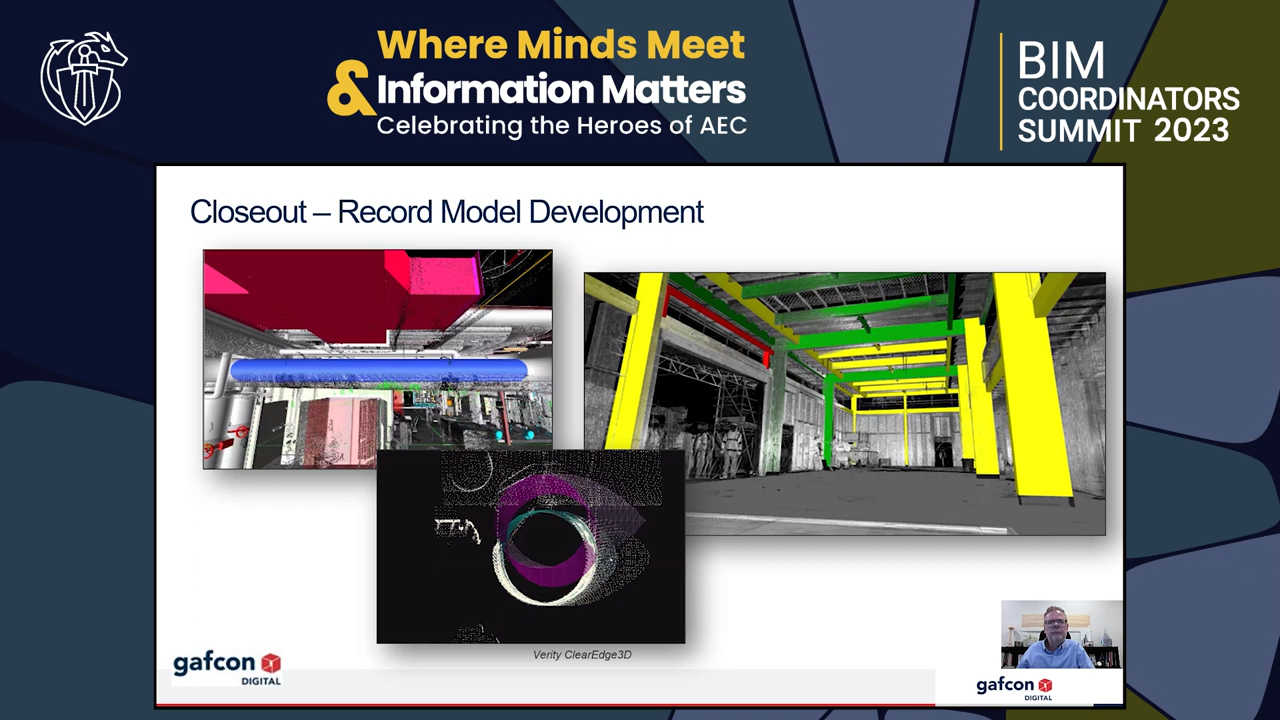 Where Minds Meet
& Information Matters
Celebrating the Heroes of AEC
BIM
COORDINATORS
SUMMIT 2023
Closeout – Record Model Development
Verity ClearEdge3D
gafcon
DIGITAL
gafcon
DIGITAL